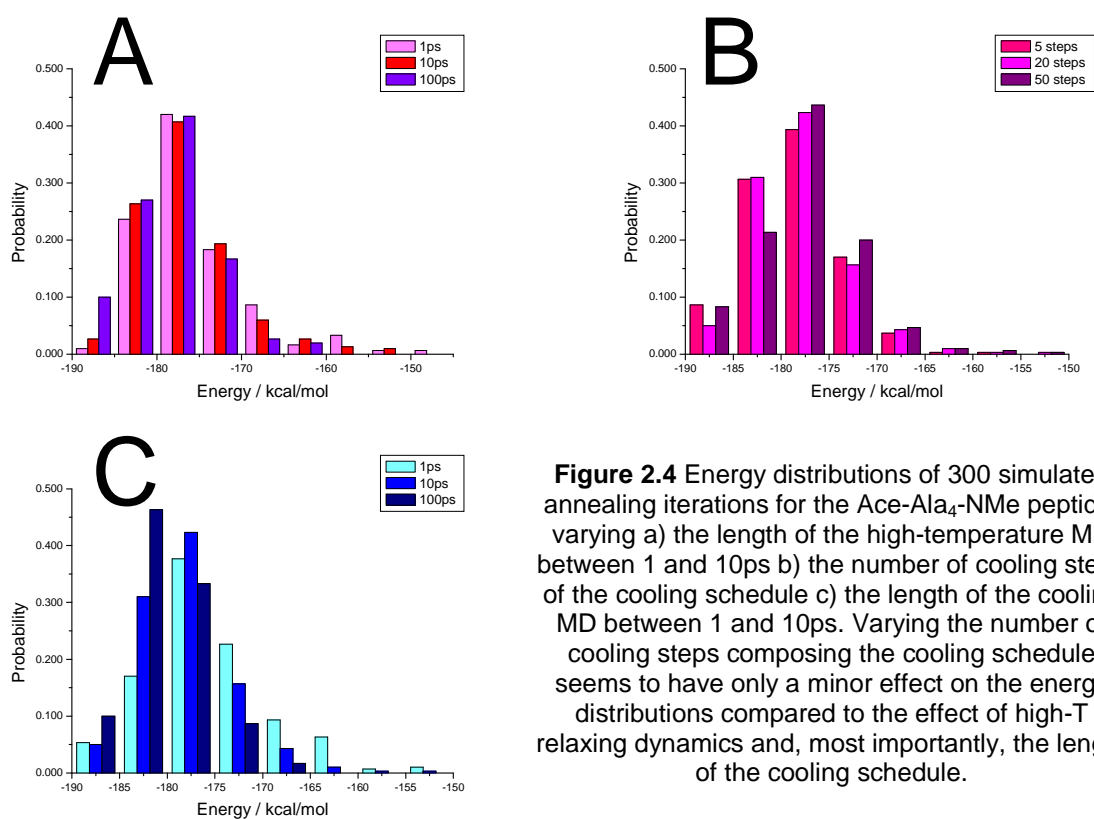 A
1ps
10ps
100ps
0.500
0.400
0.300
0.200
0.100
0.000
Probability
-190
-180
-170
-160
-150
Energy / kcal/mol
B
5 steps
20 steps
50 steps
0.500
0.400
0.300
0.200
0.100
0.000
Probability
-190
-185
-180
-175
-170
-165
-160
-155
-150
Energy / kcal/mol
C
1ps
10ps
100ps
0.500
0.400
0.300
0.200
0.100
0.000
Probability
-190
-185
-180
-175
-170
-165
-160
-155
-150
Energy / kcal/mol
Figure 2.4 Energy distributions of 300 simulate
annealing iterations for the Ace-Ala₄-NMe
varying a) the length of the high-temperature
between 1 and 10ps b) the number of cooling
of the cooling schedule c) the length of the
MD between 1 and 10ps. Varying the number
cooling steps composing the cooling schedule
seems to have only a minor effect on the
distributions compared to the effect of high-T
relaxing dynamics and, most importantly, the
of the cooling schedule.